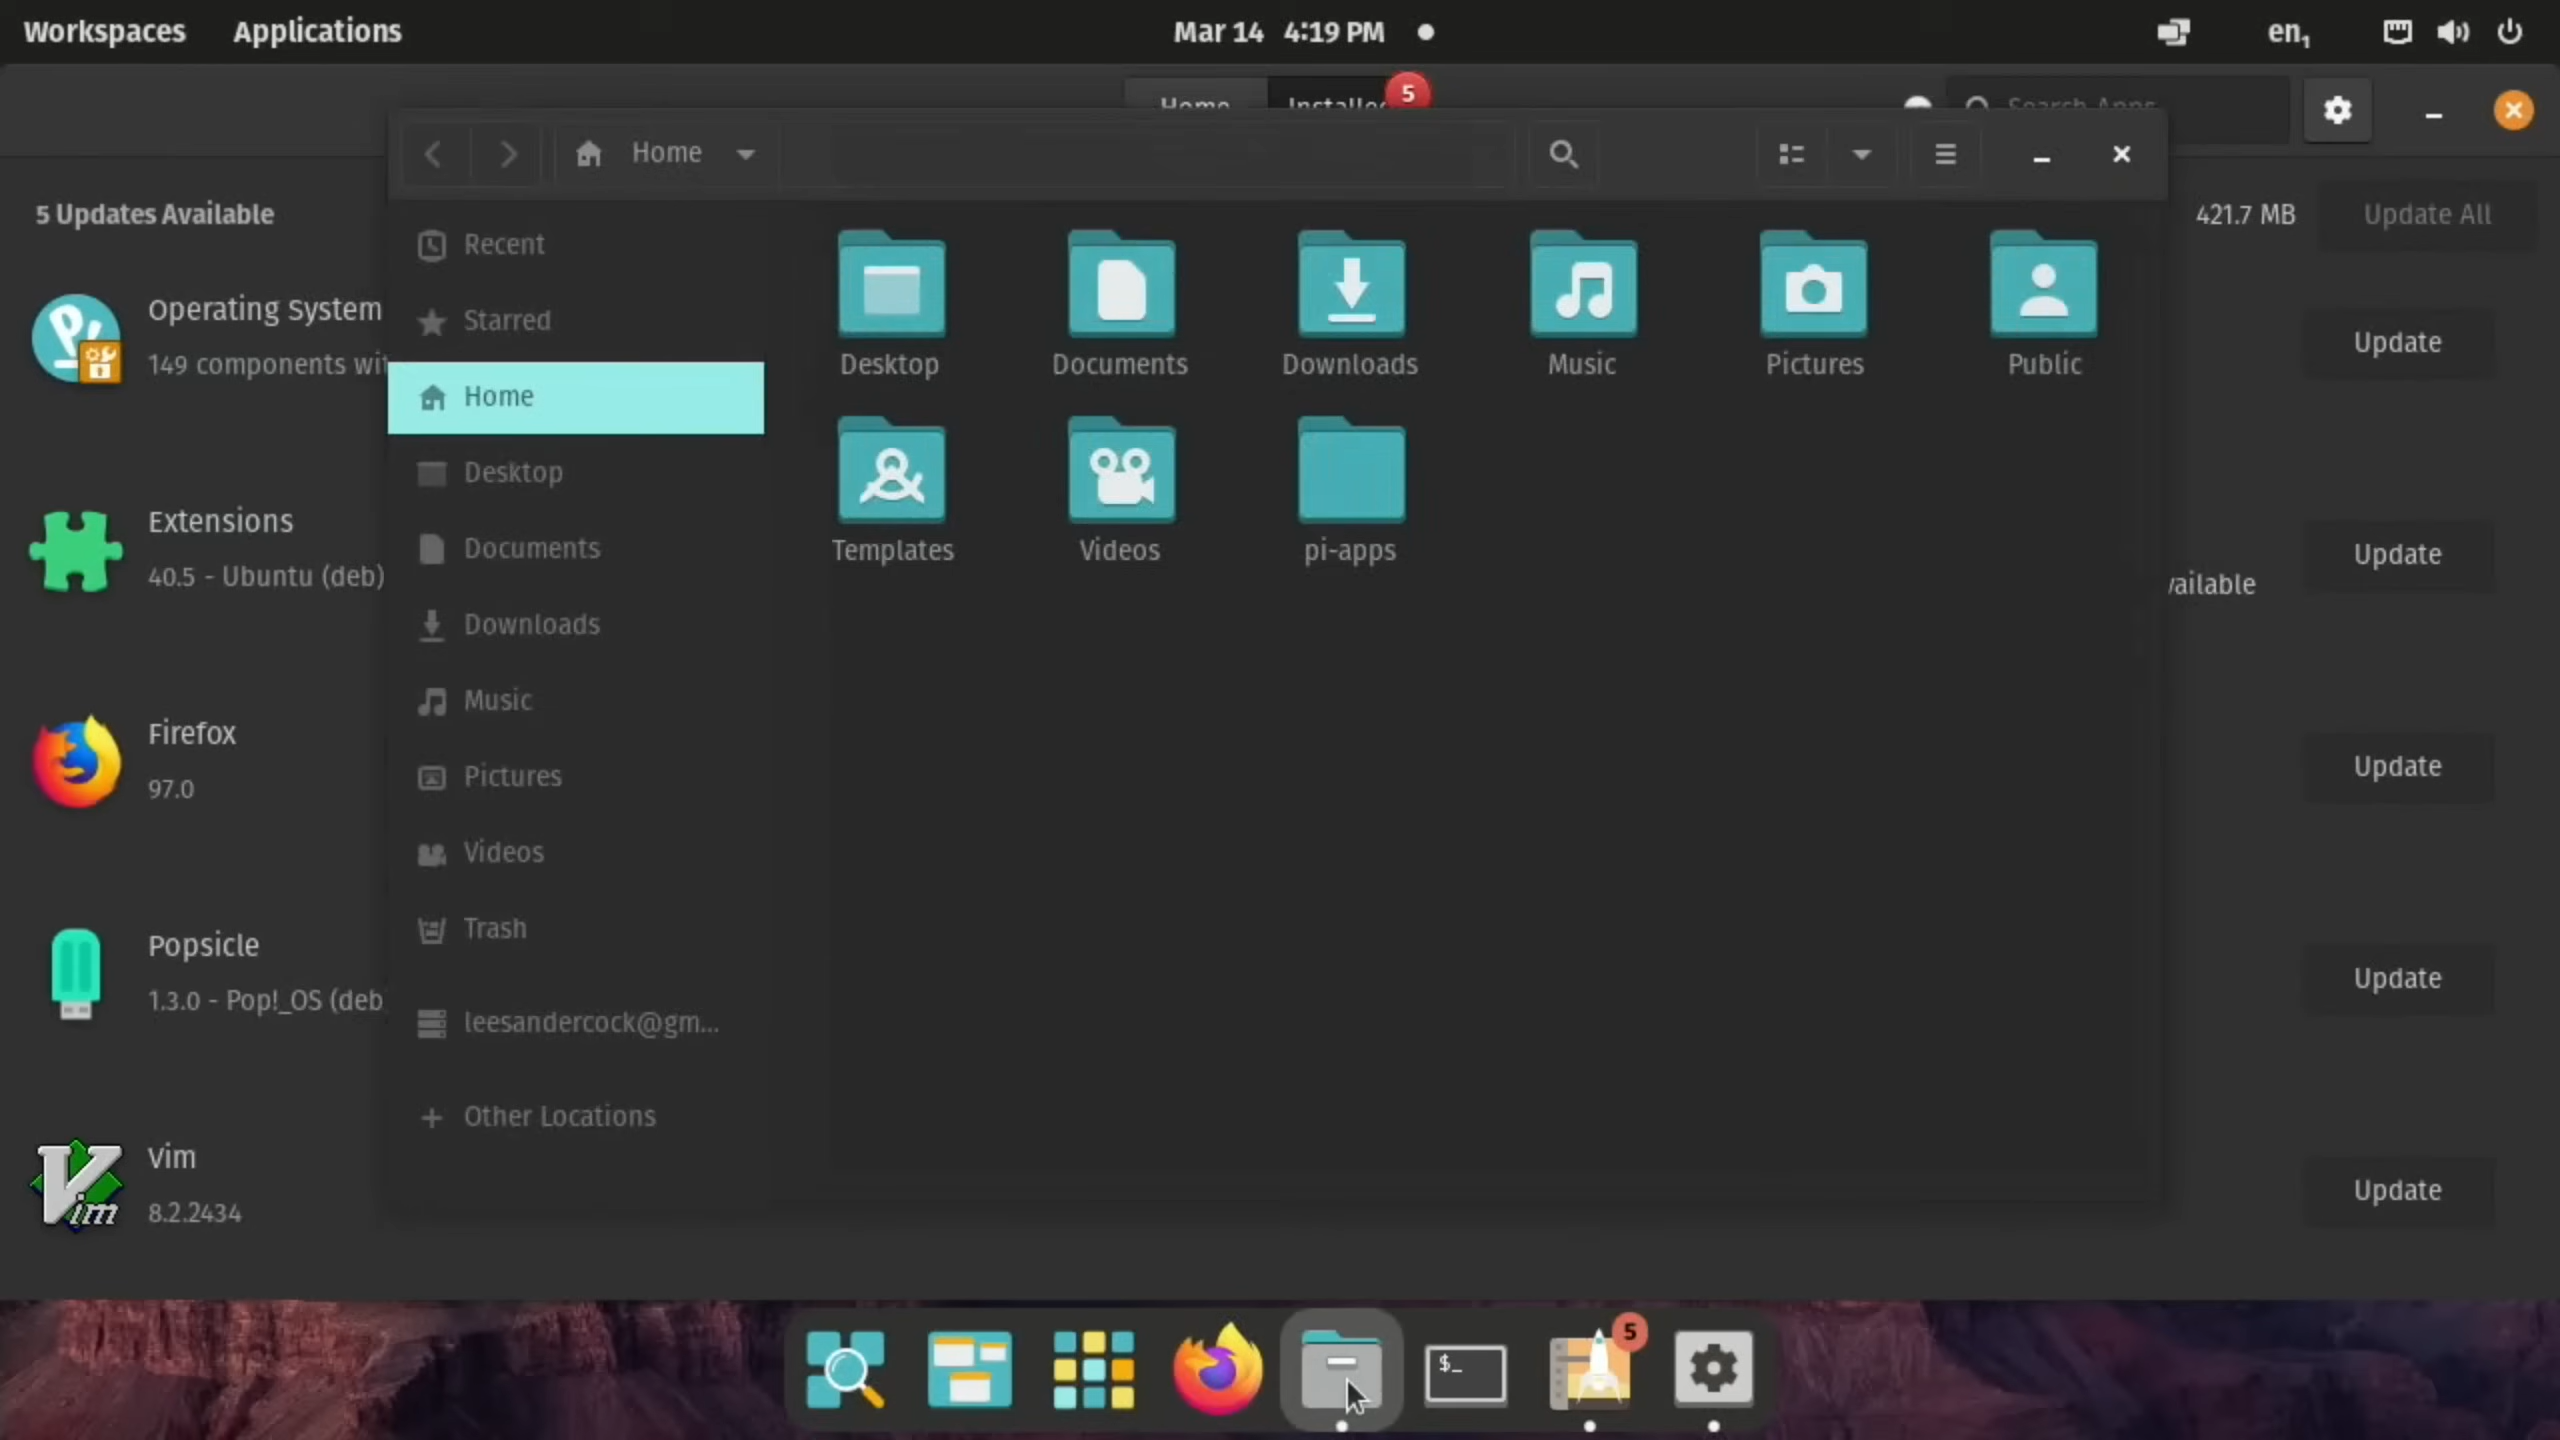 Workspaces Applications Mar 14 4:19 PM en₁
Home Installed 5 Search Apps
Home
5 Updates Available 421.7 MB Update All
Operating System
149 components wit
Update
Extensions
40.5 - Ubuntu (deb)
vailable
Update
Firefox
97.0
Update
Popsicle
1.3.0 - Pop!_OS (deb
Update
Vim
8.2.2434
Update
Recent
Starred
Home
Desktop
Documents
Downloads
Music
Pictures
Videos
Trash
leesandercock@gm...
Other Locations
Desktop Documents Downloads Music Pictures Public
Templates Videos pi-apps
$_
5